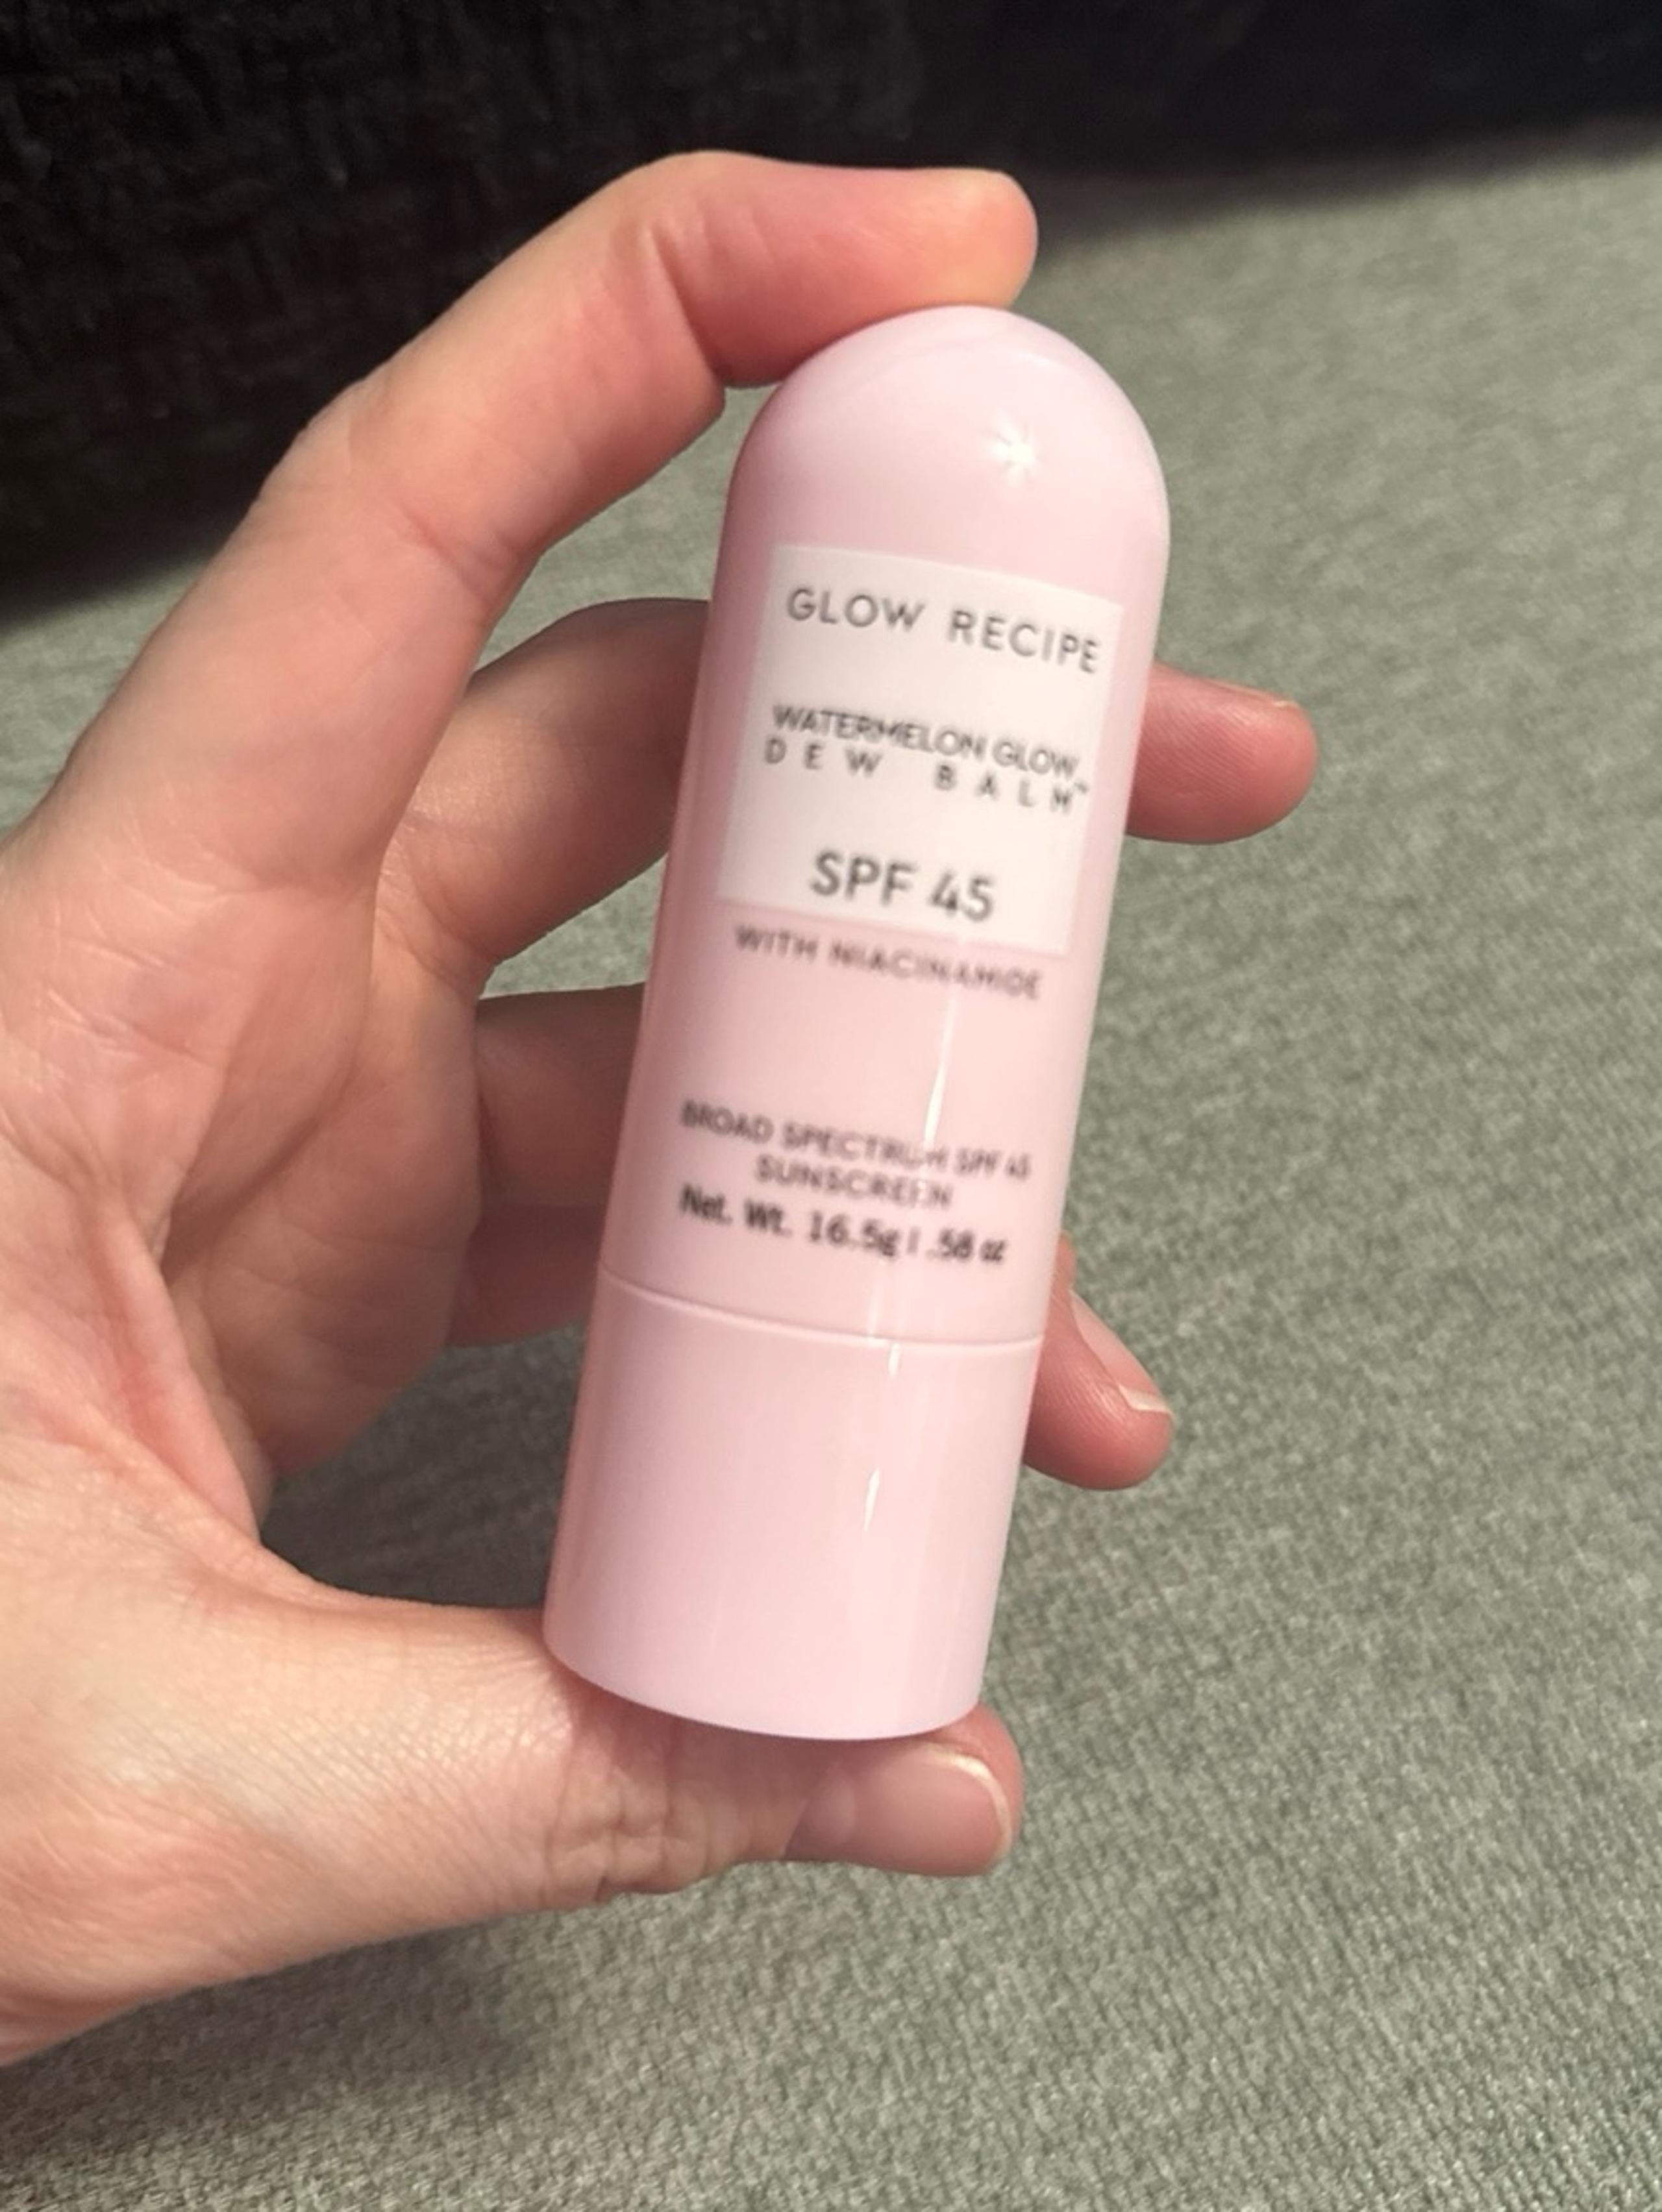 GLOW RECIPE
WATERMELON GLOW
DEW BALM™
SPF 45
WITH NIACINAMIDE
BROAD SPECTRUM SPF 45
SUNSCREEN
Net. Wt. 16.5g | .58 oz